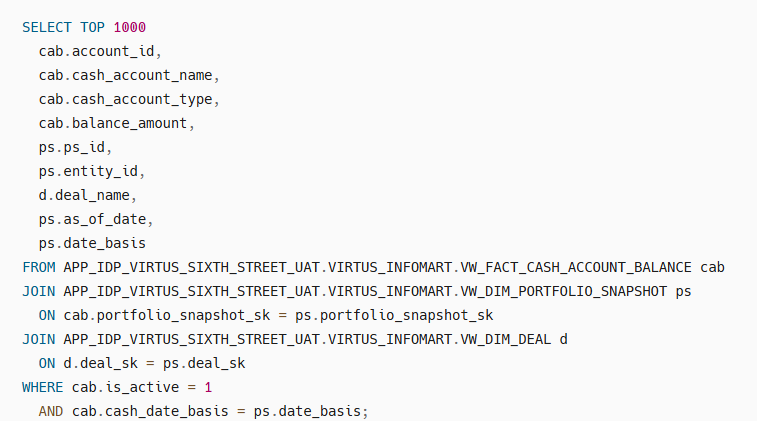 SELECT TOP 1000
  cab.account_id,
  cab.cash_account_name,
  cab.cash_account_type,
  cab.balance_amount,
  ps.ps_id,
  ps.entity_id,
  d.deal_name,
  ps.as_of_date,
  ps.date_basis
FROM APP_IDP_VIRTUS_SIXTH_STREET_UAT.VIRTUS_INFOMART.VW_FACT_CASH_ACCOUNT_BALANCE cab
JOIN APP_IDP_VIRTUS_SIXTH_STREET_UAT.VIRTUS_INFOMART.VW_DIM_PORTFOLIO_SNAPSHOT ps
  ON cab.portfolio_snapshot_sk = ps.portfolio_snapshot_sk
JOIN APP_IDP_VIRTUS_SIXTH_STREET_UAT.VIRTUS_INFOMART.VW_DIM_DEAL d
  ON d.deal_sk = ps.deal_sk
WHERE cab.is_active = 1
  AND cab.cash_date_basis = ps.date_basis;